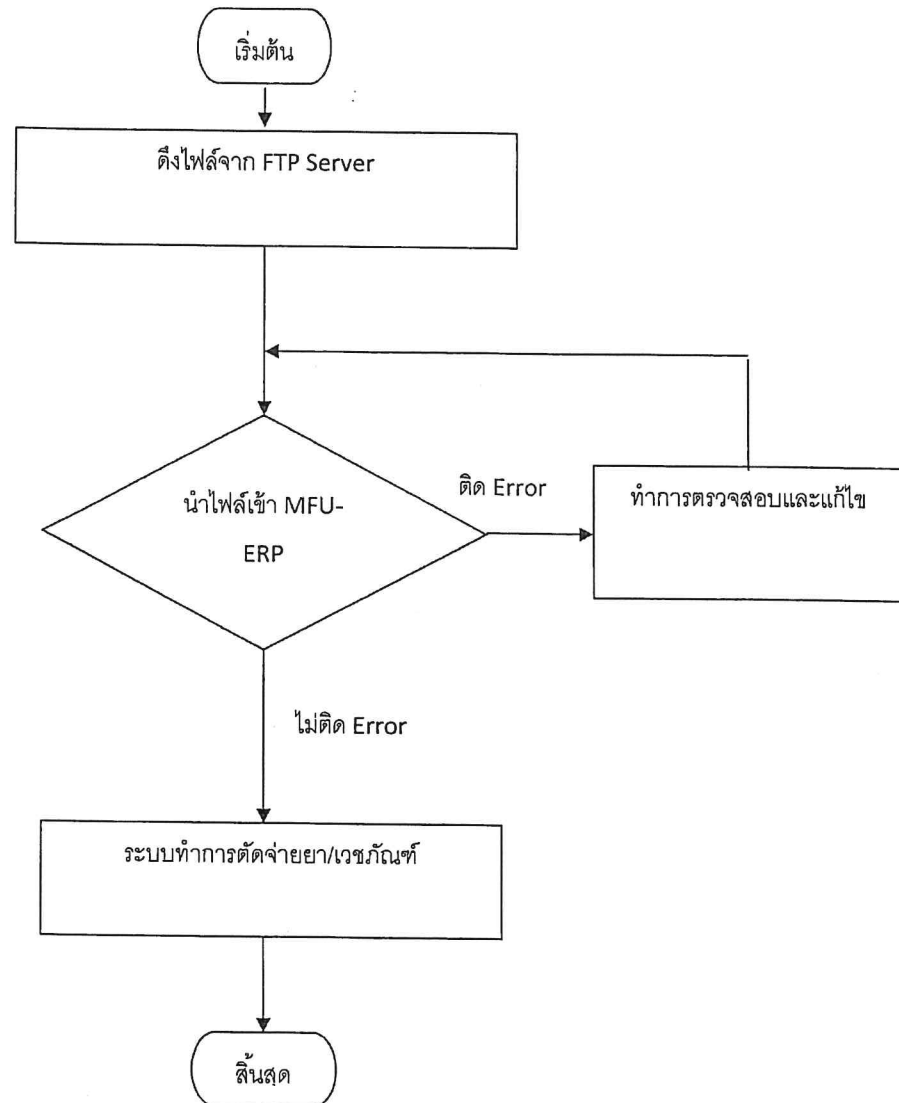 เริ่มต้น
ดึงไฟล์จาก FTP Server
นำไฟล์เข้า MFU-
ERP
ติด Error
ทำการตรวจสอบและแก้ไข
ไม่ติด Error
ระบบทำการตัดจ่ายยา/เวชภัณฑ์
สิ้นสุด